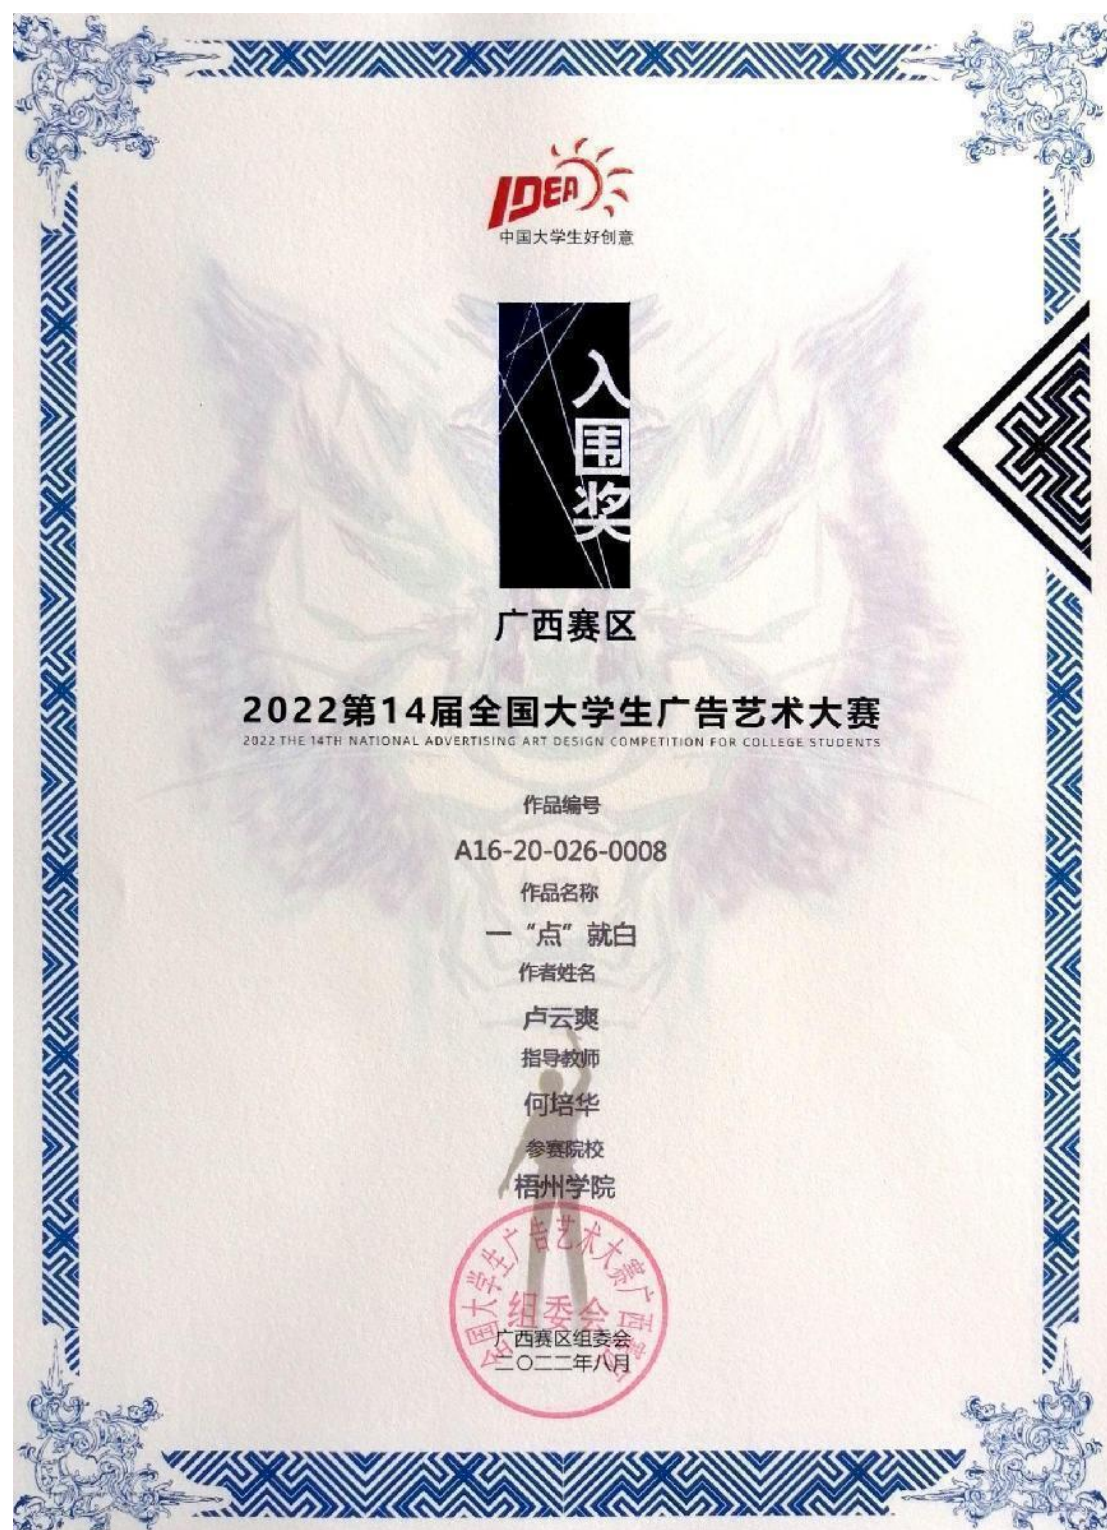 IDEA
中国大学生好创意
入围奖
广西赛区
2022第14届全国大学生广告艺术大赛
2022 THE 14TH NATIONAL ADVERTISING ART DESIGN COMPETITION FOR COLLEGE STUDENTS
作品编号
A16-20-026-0008
作品名称
一“点”就白
作者姓名
卢云爽
指导教师
何培华
参赛院校
梧州学院
全国大学生广告艺术大赛广西赛区
组委会
广西赛区组委会
二〇二二年八月